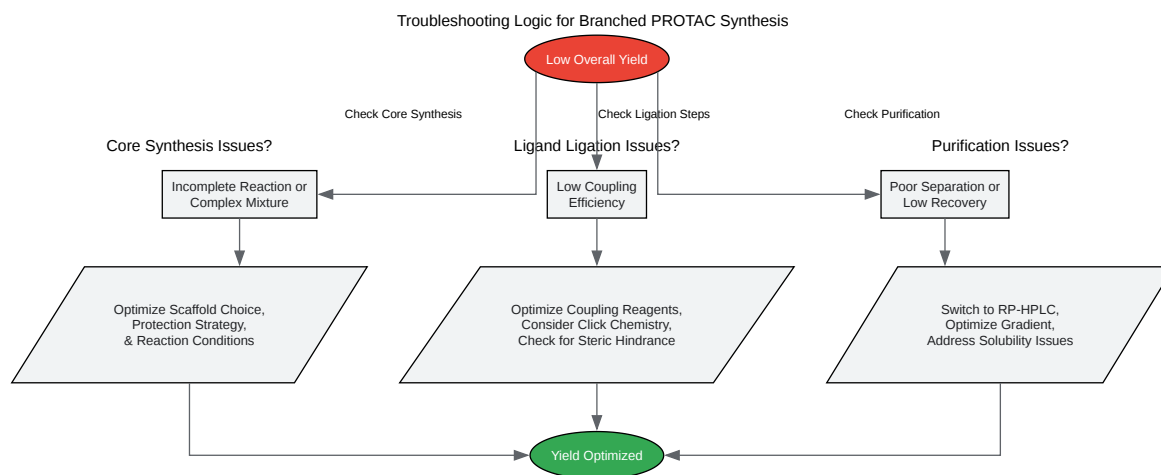 Troubleshooting Logic for Branched PROTAC Synthesis
Low Overall Yield
Check Core Synthesis
Check Ligation Steps
Check Purification
Core Synthesis Issues?
Ligand Ligation Issues?
Purification Issues?
Incomplete Reaction or
Complex Mixture
Low Coupling
Efficiency
Poor Separation or
Low Recovery
Optimize Scaffold Choice,
Protection Strategy,
& Reaction Conditions
Optimize Coupling Reagents,
Consider Click Chemistry,
Check for Steric Hindrance
Switch to RP-HPLC,
Optimize Gradient,
Address Solubility Issues
Yield Optimized